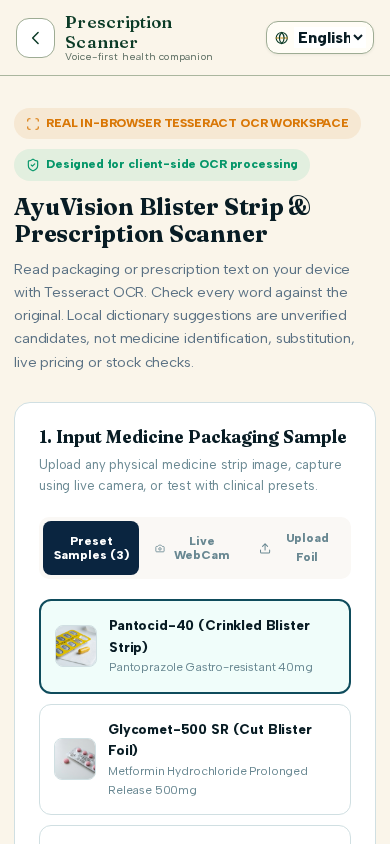 Prescription
Scanner
Voice-first health companion
English
REAL IN-BROWSER TESSERACT OCR WORKSPACE
Designed for client-side OCR processing
AyuVision Blister Strip &
Prescription Scanner
Read packaging or prescription text on your device
with Tesseract OCR. Check every word against the
original. Local dictionary suggestions are unverified
candidates, not medicine identification, substitution,
live pricing or stock checks.
1. Input Medicine Packaging Sample
Upload any physical medicine strip image, capture
using live camera, or test with clinical presets.
Preset
Samples (3)
Live
WebCam
Upload
Foil
Pantocid-40 (Crinkled Blister
Strip)
Pantoprazole Gastro-resistant 40mg
Glycomet-500 SR (Cut Blister
Foil)
Metformin Hydrochloride Prolonged
Release 500mg